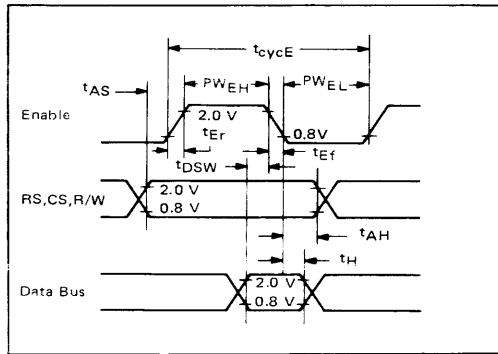 tcycE
tAS
PWEH
PWEL
Enable
2.0 V
0.8V
tEr
tEf
tDSW
RS,CS,R/W
2.0 V
0.8 V
tAH
tH
Data Bus
2.0 V
0.8 V